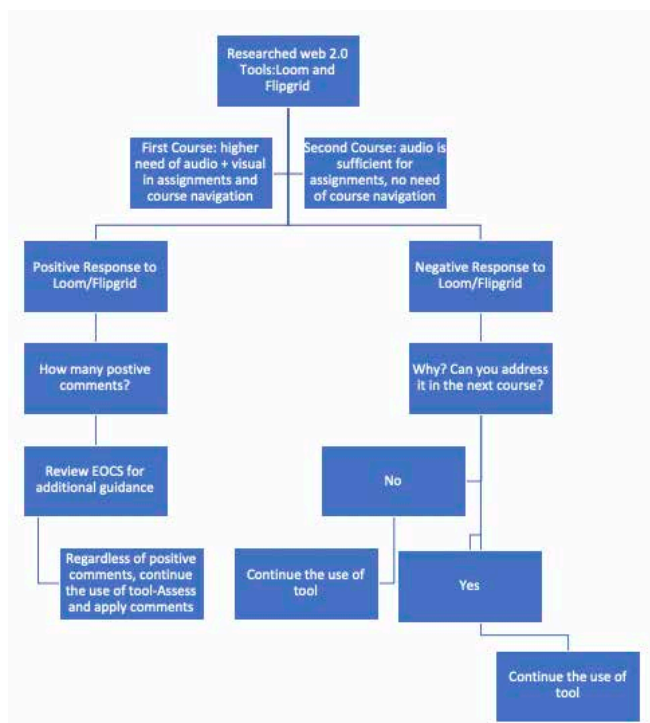 Researched web 2.0
Tools:Loom and
Flipgrid
First Course: higher
need of audio + visual
in assignments and
course navigation
Second Course: audio is
sufficient for
assignments, no need
of course navigation
Positive Response to
Loom/Flipgrid
Negative Response to
Loom/Flipgrid
How many postive
comments?
Why? Can you address
it in the next course?
Review EOCS for
additional guidance
No
Regardless of positive
comments, continue
the use of tool-Assess
and apply comments
Continue the use of
tool
Yes
Continue the use of
tool